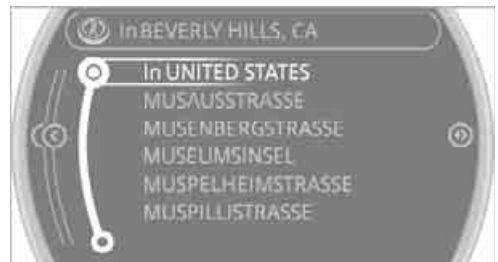 In BEVERLY HILLS, CA
In UNITED STATES
MUSAUSSTRASSE
MUSENBERGSTRASSE
MUSEUMSINSEL
MUSPELHEIMSTRASSE
MUSPILLISTRASSE